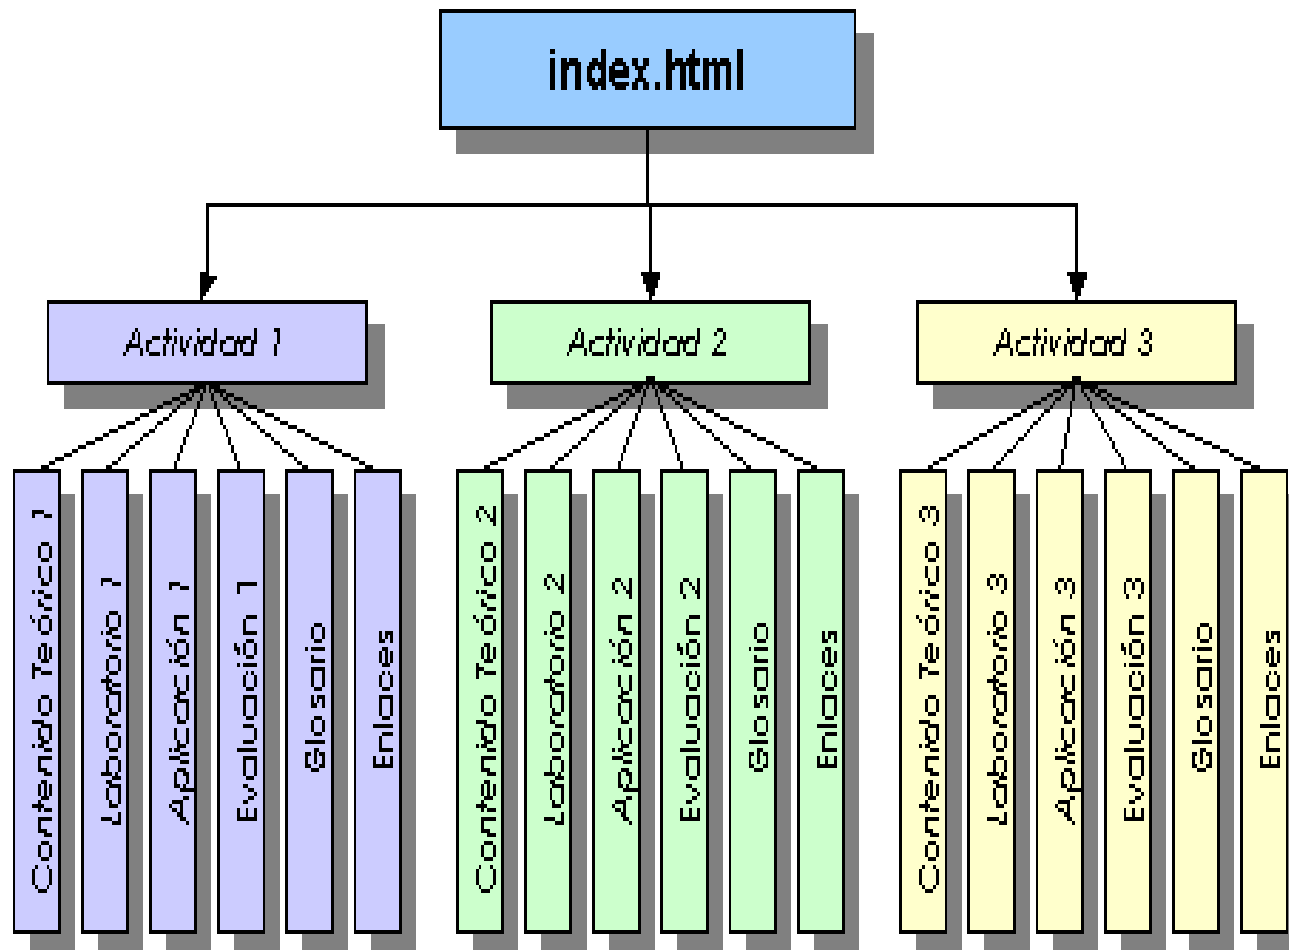 index.html
Actividad 1
Actividad 2
Actividad 3
Contenido Teórico 1
Laboratorio 1
Aplicación 1
Evaluación 1
Glosario
Enlaces
Contenido Teórico 2
Laboratorio 2
Aplicación 2
Evaluación 2
Glosario
Enlaces
Contenido Teórico 3
Laboratorio 3
Aplicación 3
Evaluación 3
Glosario
Enlaces